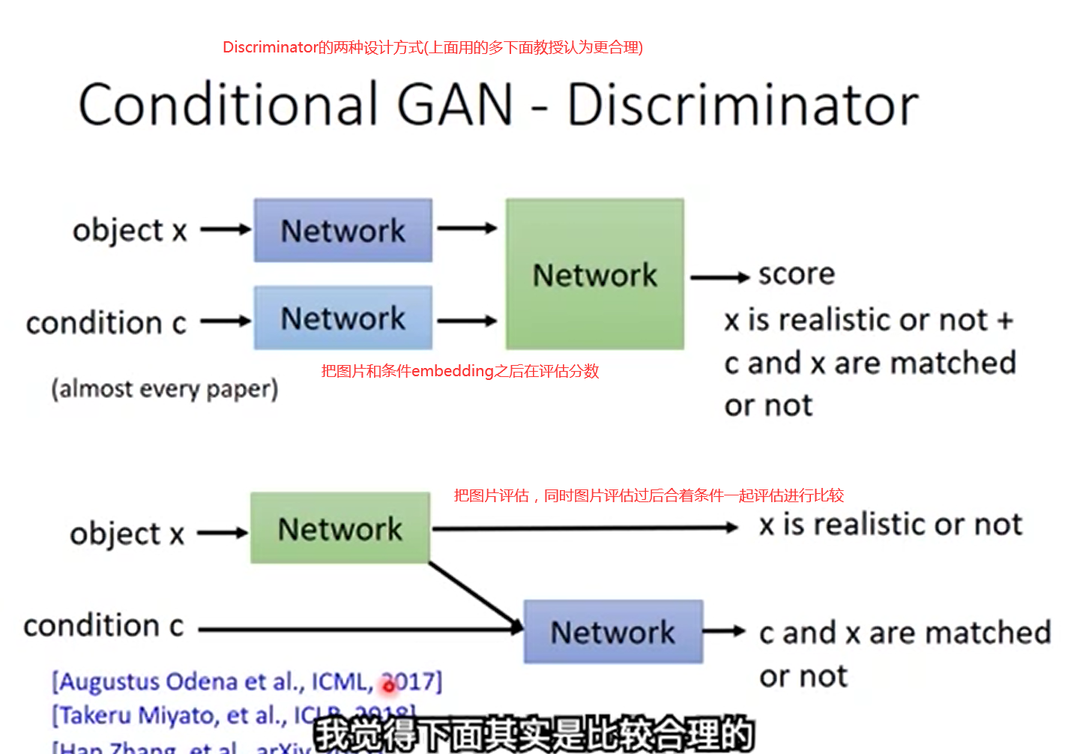 Discriminator的两种设计方式(上面用的多下面教授认为更合理)
Conditional GAN - Discriminator
object x
Network
Network
score
condition c
Network
x is realistic or not +
c and x are matched
or not
把图片和条件embedding之后在评估分数
(almost every paper)
把图片评估，同时图片评估过后合着条件一起评估进行比较
object x
Network
x is realistic or not
condition c
Network
c and x are matched
or not
[Augustus Odena et al., ICML, 2017]
[Takeru Miyato, et al., ICLR, 2018]
[Han Zhang, et al., arXiv,
我觉得下面其实是比较合理的